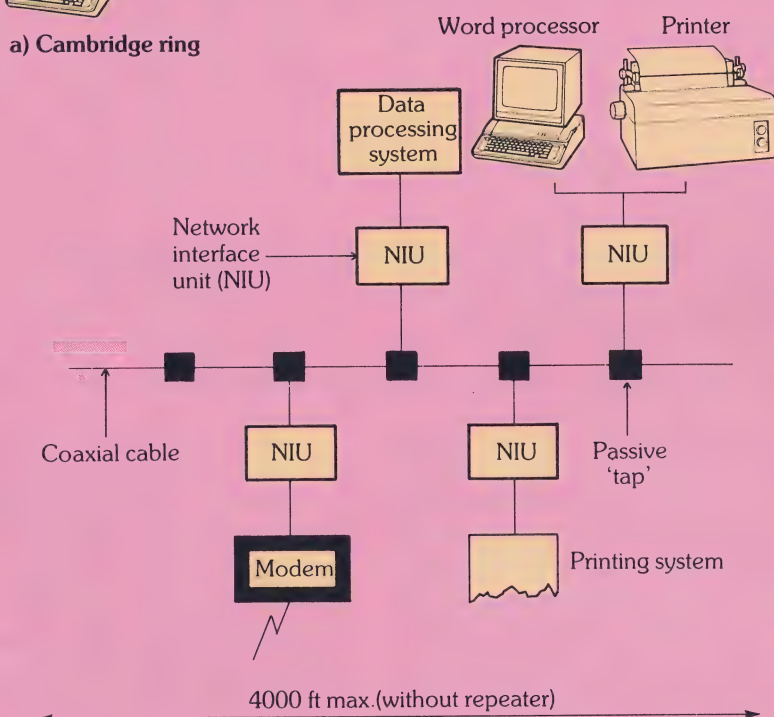 a) Cambridge ring
Word processor
Printer
Data
processing
system
Network
interface
unit (NIU)
NIU
NIU
Coaxial cable
NIU
NIU
Passive
‘tap’
Modem
Printing system
4000 ft max.(without repeater)